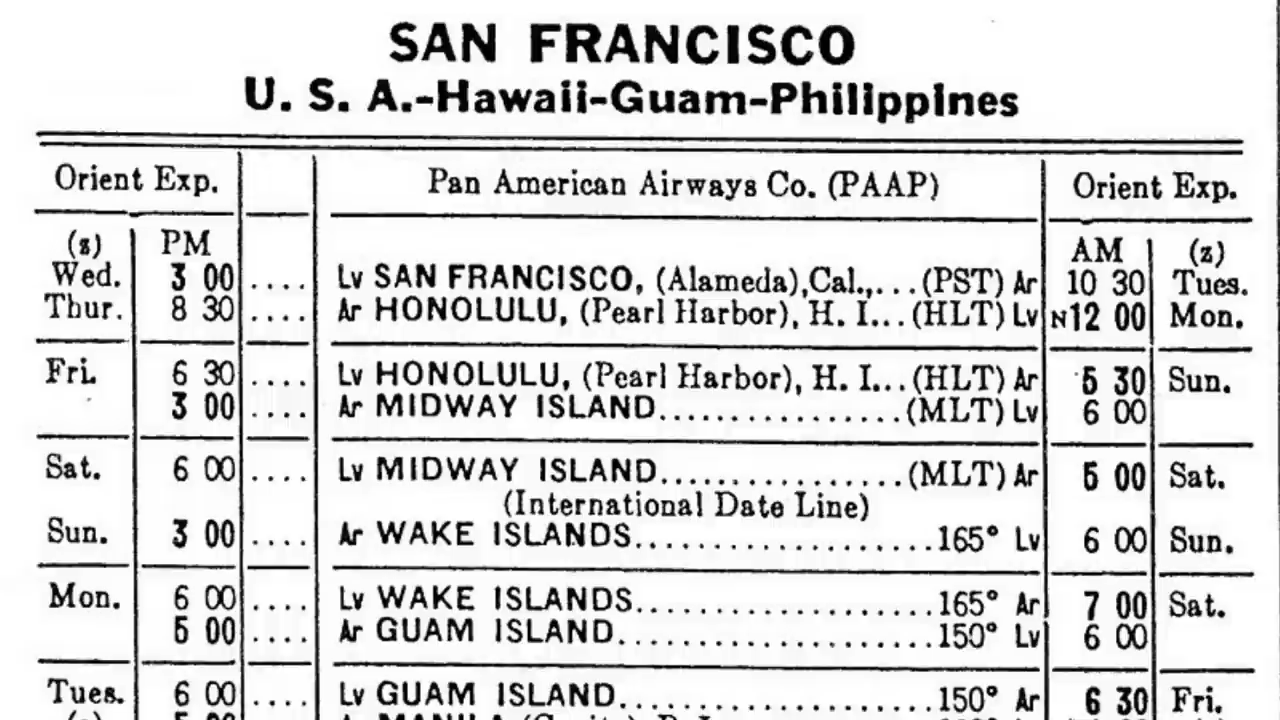 SAN FRANCISCO
U. S. A.-Hawaii-Guam-Philippines
Orient Exp. Pan American Airways Co. (PAAP) Orient Exp.
(z) PM AM (z)
Wed. 3 00 .... Lv SAN FRANCISCO, (Alameda),Cal.,...(PST) Ar 10 30 Tues.
Thur. 8 30 .... Ar HONOLULU, (Pearl Harbor), H. I...(HLT) Lv N12 00 Mon.
Fri. 6 30 .... Lv HONOLULU, (Pearl Harbor), H. I...(HLT) Ar 5 30 Sun.
3 00 .... Ar MIDWAY ISLAND................(MLT) Lv 6 00
Sat. 6 00 .... Lv MIDWAY ISLAND................(MLT) Ar 5 00 Sat.
(International Date Line)
Sun. 3 00 .... Ar WAKE ISLANDS...................165° Lv 6 00 Sun.
Mon. 6 00 .... Lv WAKE ISLANDS...................165° Ar 7 00 Sat.
5 00 .... Ar GUAM ISLAND....................150° Lv 6 00
Tues. 6 00 .... Lv GUAM ISLAND....................150° Ar 6 30 Fri.
MANILA (Cavite), P. I.